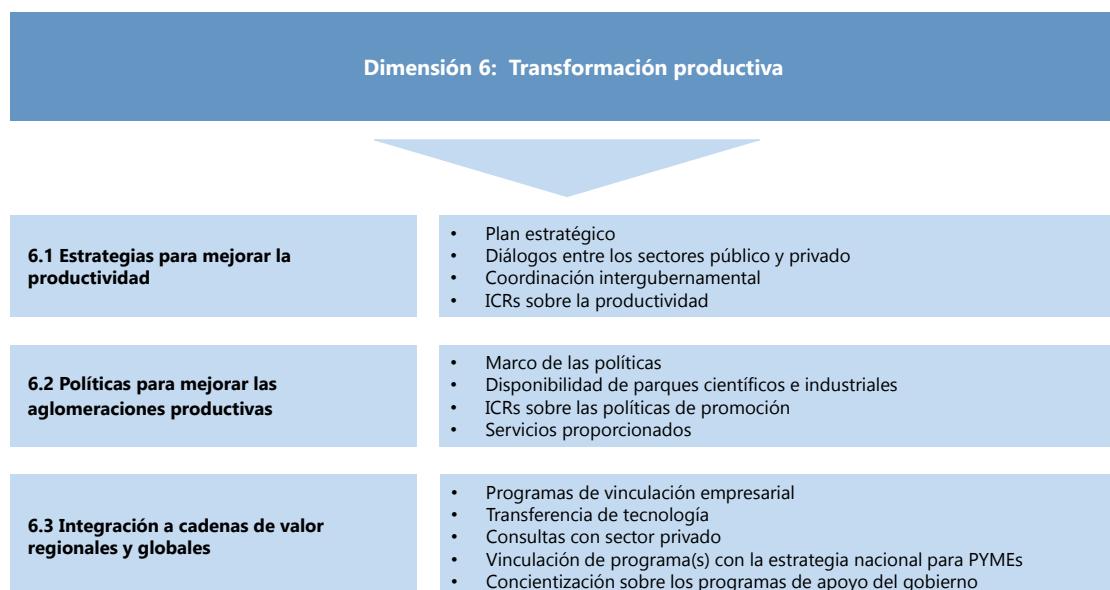 Dimensión 6:  Transformación productiva
6.1 Estrategias para mejorar la
productividad
• Plan estratégico
• Diálogos entre los sectores público y privado
• Coordinación intergubernamental
• ICRs sobre la productividad
6.2 Políticas para mejorar las
aglomeraciones productivas
• Marco de las políticas
• Disponibilidad de parques científicos e industriales
• ICRs sobre las políticas de promoción
• Servicios proporcionados
6.3 Integración a cadenas de valor
regionales y globales
• Programas de vinculación empresarial
• Transferencia de tecnología
• Consultas con sector privado
• Vinculación de programa(s) con la estrategia nacional para PYMEs
• Concientización sobre los programas de apoyo del gobierno